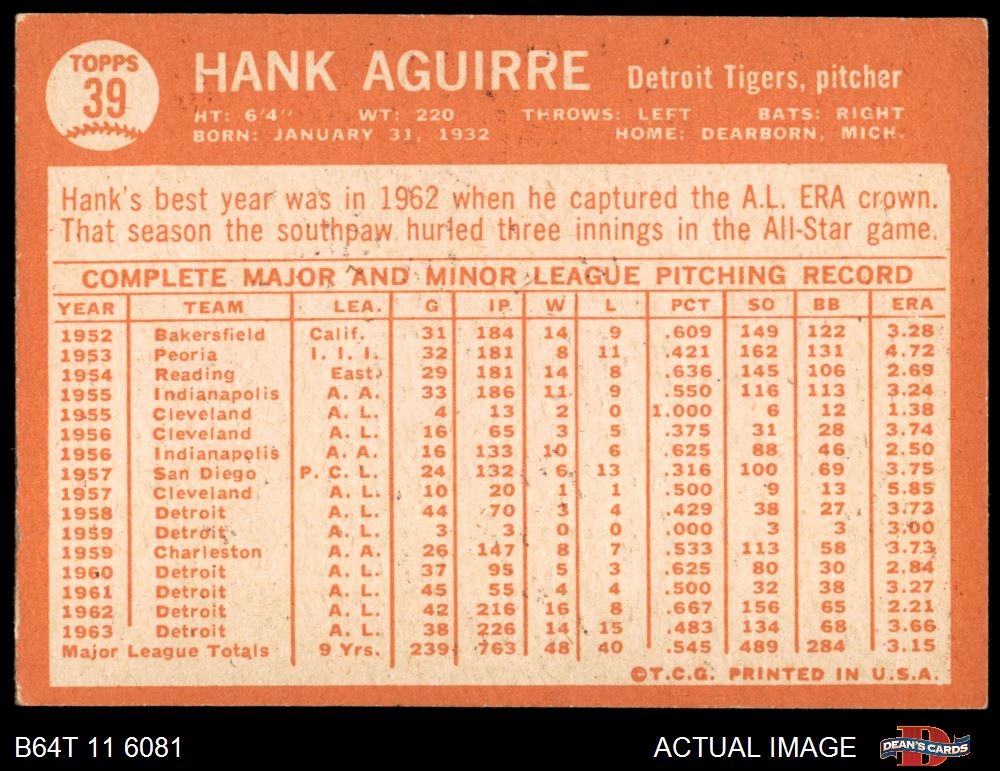 TOPPS
39
HANK AGUIRRE Detroit Tigers, pitcher
HT: 6'4" WT: 220 THROWS: LEFT BATS: RIGHT
BORN: JANUARY 31, 1932 HOME: DEARBORN, MICH.
Hank's best year was in 1962 when he captured the A.L. ERA crown.
That season the southpaw hurled three innings in the All-Star game.
COMPLETE MAJOR AND MINOR LEAGUE PITCHING RECORD
YEAR TEAM LEA. G IP W L PCT SO BB ERA
1952 Bakersfield Calif. 31 184 14 9 .609 149 122 3.28
1953 Peoria I. I. I. 32 181 8 11 .421 162 131 4.72
1954 Reading East. 29 181 14 8 .636 145 106 2.69
1955 Indianapolis A. A. 33 186 11 9 .550 116 113 3.24
1955 Cleveland A. L. 4 13 2 0 1.000 6 12 1.38
1956 Cleveland A. L. 16 65 3 5 .375 31 28 3.74
1956 Indianapolis A. A. 16 133 10 6 .625 88 46 2.50
1957 San Diego P. C. L. 24 132 6 13 .316 100 69 3.75
1957 Cleveland A. L. 10 20 1 1 .500 9 13 5.85
1958 Detroit A. L. 44 70 3 4 .429 38 27 3.73
1959 Detroit A. L. 3 3 0 0 .000 3 3 3.00
1959 Charleston A. A. 26 147 8 7 .533 113 58 3.73
1960 Detroit A. L. 37 95 5 3 .625 80 30 2.84
1961 Detroit A. L. 45 55 4 4 .500 32 38 3.27
1962 Detroit A. L. 42 216 16 8 .667 156 65 2.21
1963 Detroit A. L. 38 226 14 15 .483 134 68 3.66
Major League Totals 9 Yrs. 239 763 48 40 .545 489 284 3.15
©T.C.G. PRINTED IN U.S.A.
B64T 11 6081 ACTUAL IMAGE DEAN'S CARDS